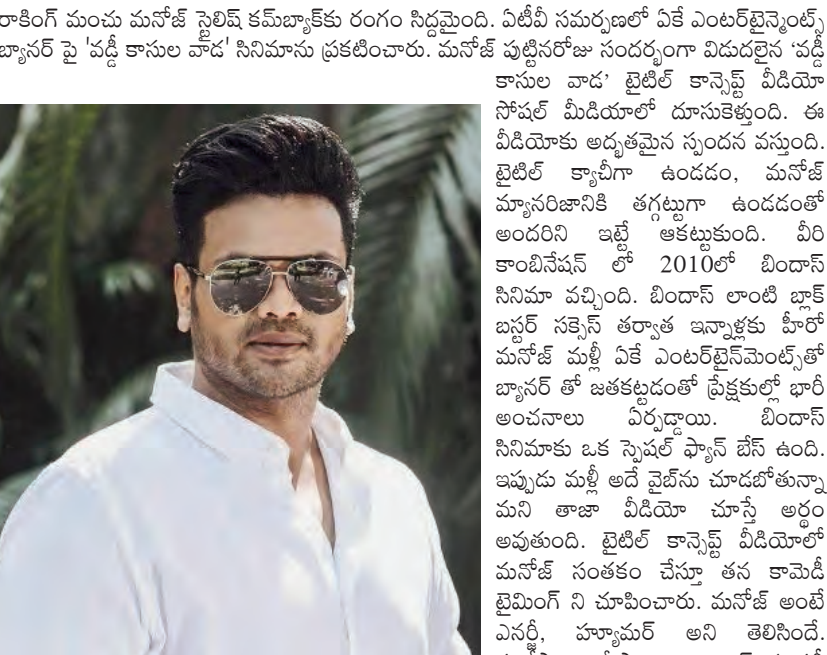 రాకింగ్ మంచు మనోజ్ స్టైలిష్ కమ్‌బ్యాక్‌కు రంగం సిద్ధమైంది. ఏటీవీ సమర్పణలో ఏకే ఎంటర్‌టైన్మెంట్స్
బ్యానర్ పై 'వడ్డీ కాసుల వాడ' సినిమాను ప్రకటించారు. మనోజ్ పుట్టినరోజు సందర్భంగా విడుదలైన ‘వడ్డీ
కాసుల వాడ’ టైటిల్ కాన్సెప్ట్ వీడియో
సోషల్ మీడియాలో దూసుకెళ్తుంది. ఈ
వీడియోకు అద్భతమైన స్పందన వస్తుంది.
టైటిల్ క్యాచీగా ఉండడం, మనోజ్
మ్యానరిజానికి తగ్గట్టుగా ఉండడంతో
అందరిని ఇట్టే ఆకట్టుకుంది. వీరి
కాంబినేషన్ లో 2010లో బిందాస్
సినిమా వచ్చింది. బిందాస్ లాంటి బ్లాక్
బస్టర్ సక్సెస్ తర్వాత ఇన్నాళ్లకు హీరో
మనోజ్ మళ్లీ ఏకే ఎంటర్‌టైన్‌మెంట్స్‌తో
బ్యానర్ తో జతకట్టడంతో ప్రేక్షకుల్లో భారీ
అంచనాలు ఏర్పడ్డాయి. బిందాస్
సినిమాకు ఒక స్పెషల్ ఫ్యాన్ బేస్ ఉంది.
ఇప్పుడు మళ్లీ అదే వైబ్‌ను చూడబోతున్నా
మని తాజా వీడియో చూస్తే అర్థం
అవుతుంది. టైటిల్ కాన్సెప్ట్ వీడియోలో
మనోజ్ సంతకం చేస్తూ తన కామెడీ
టైమింగ్ ని చూపించారు. మనోజ్ అంటే
ఎనర్జీ, హ్యూమర్ అని తెలిసిందే.